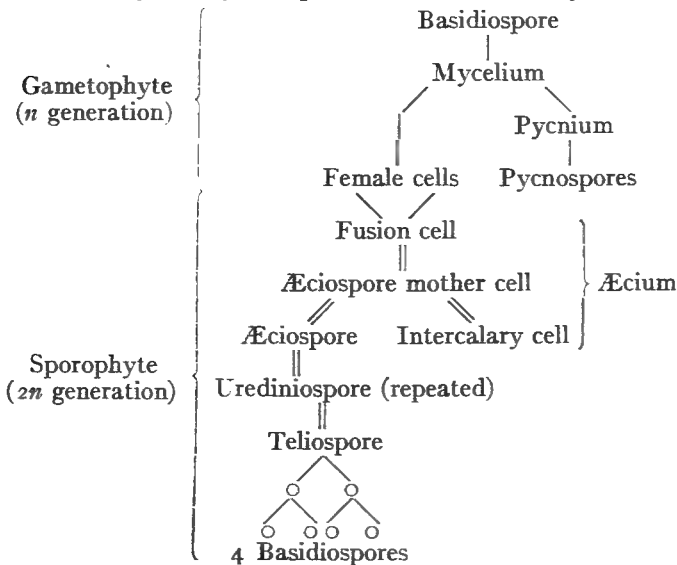 Basidiospore
Mycelium
Gametophyte
(n generation)
Pycnium
Female cells Pycnospores
Fusion cell
Æciospore mother cell
Æcium
Æciospore Intercalary cell
Sporophyte
(2n generation)
Urediniospore (repeated)
Teliospore
4 Basidiospores